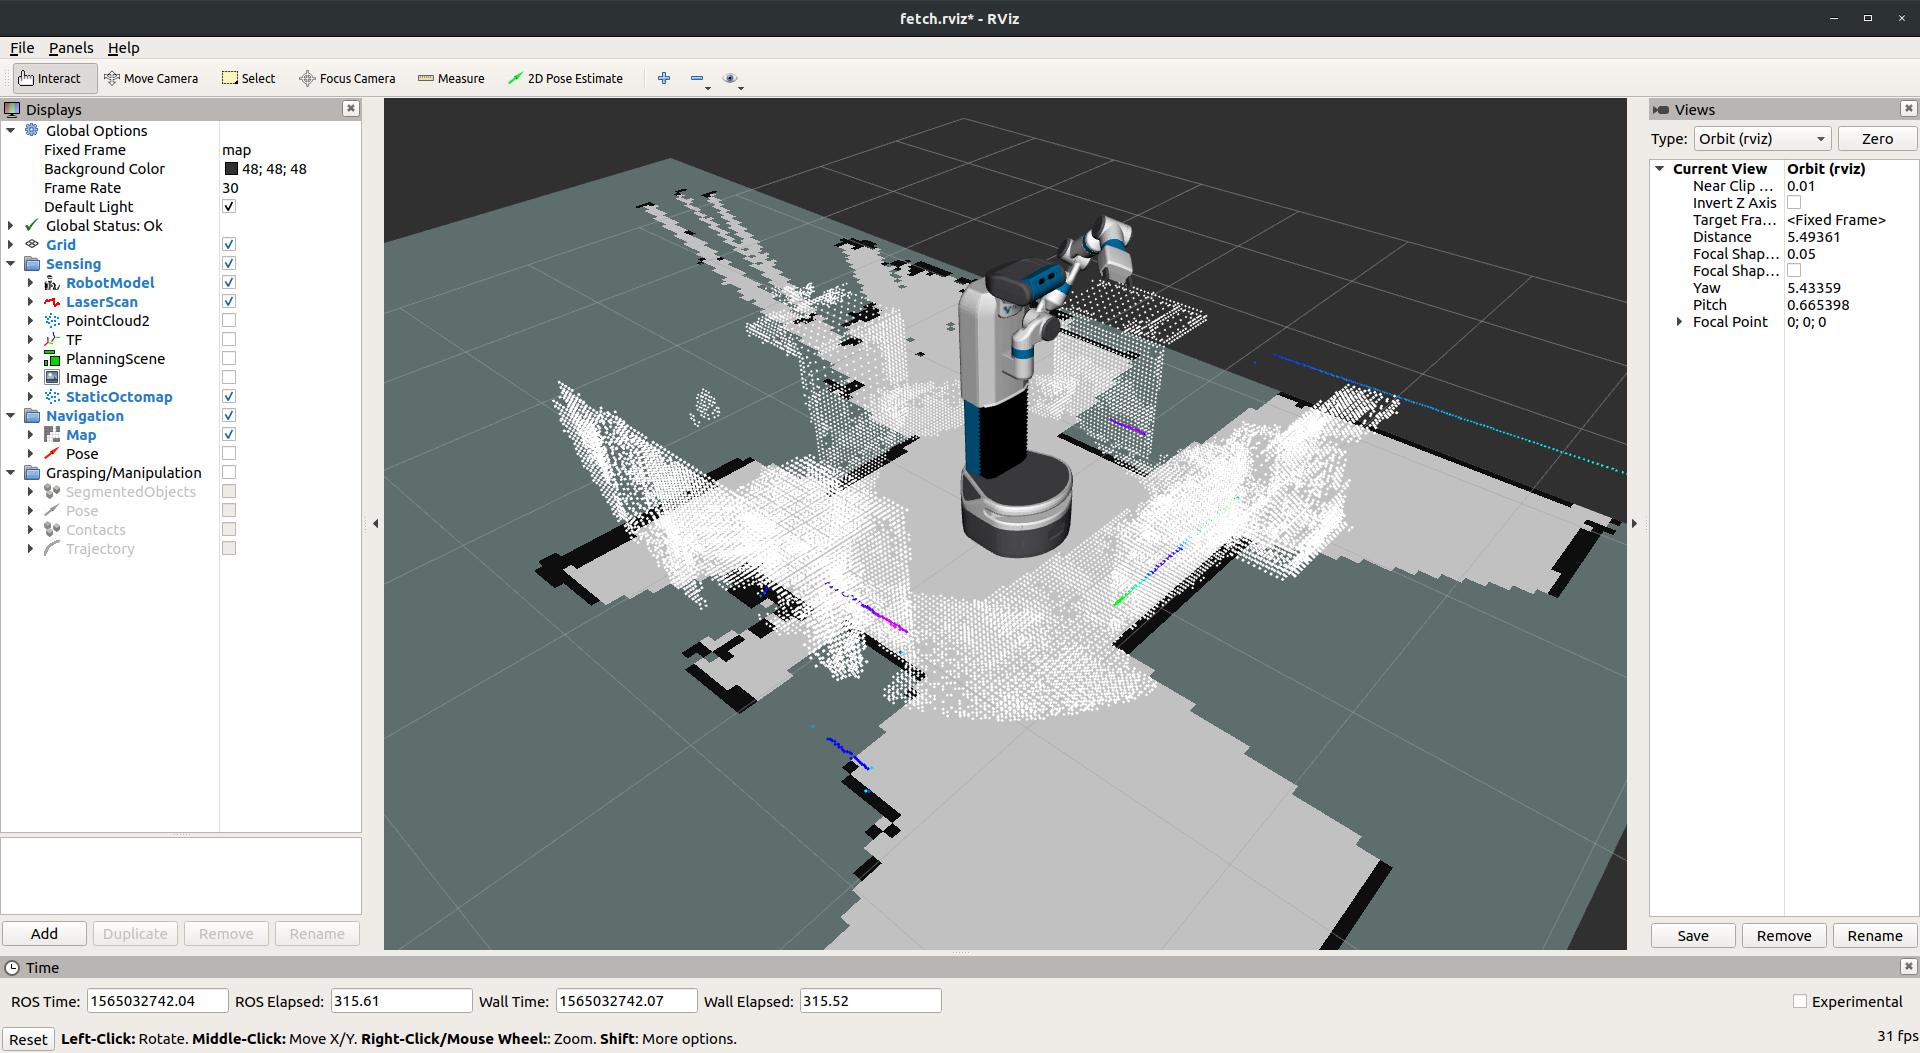 fetch.rviz* - RViz
File Panels Help
Interact Move Camera Select Focus Camera Measure 2D Pose Estimate
Displays
Global Options
Fixed Frame map
Background Color 48; 48; 48
Frame Rate 30
Default Light
Global Status: Ok
Grid
Sensing
RobotModel
LaserScan
PointCloud2
TF
PlanningScene
Image
StaticOctomap
Navigation
Map
Pose
Grasping/Manipulation
SegmentedObjects
Pose
Contacts
Trajectory
Add Duplicate Remove Rename
Views
Type: Orbit (rviz) Zero
Current View Orbit (rviz)
Near Clip ... 0.01
Invert Z Axis
Target Fra... <Fixed Frame>
Distance 5.49361
Focal Shap... 0.05
Focal Shap...
Yaw 5.43359
Pitch 0.665398
Focal Point 0; 0; 0
Save Remove Rename
Time
ROS Time: 1565032742.04 ROS Elapsed: 315.61 Wall Time: 1565032742.07 Wall Elapsed: 315.52 Experimental
Reset Left-Click: Rotate. Middle-Click: Move X/Y. Right-Click/Mouse Wheel:: Zoom. Shift: More options. 31 fps